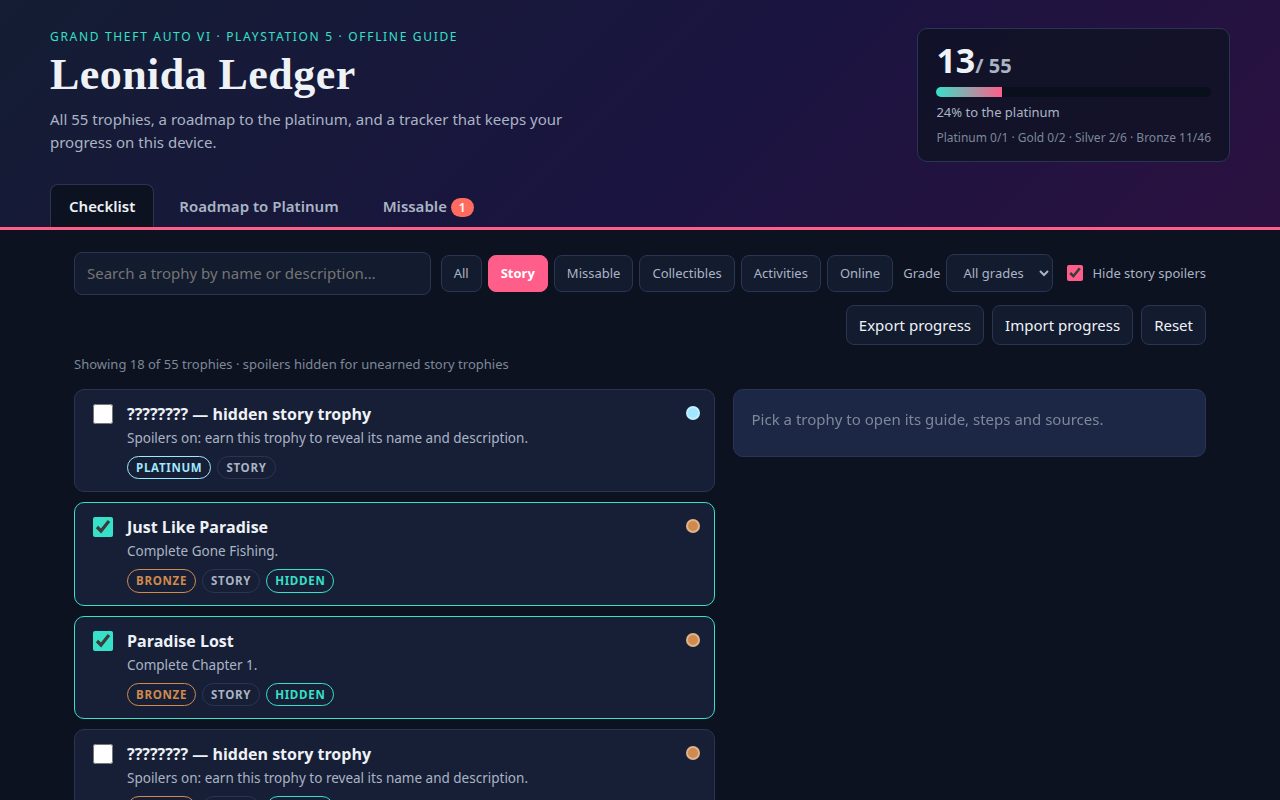 GRAND THEFT AUTO VI · PLAYSTATION 5 · OFFLINE GUIDE
Leonida Ledger
All 55 trophies, a roadmap to the platinum, and a tracker that keeps your
progress on this device.
13/ 55
24% to the platinum
Platinum 0/1 · Gold 0/2 · Silver 2/6 · Bronze 11/46
Checklist
Roadmap to Platinum
Missable 1
Search a trophy by name or description...
All
Story
Missable
Collectibles
Activities
Online
Grade
All grades
Hide story spoilers
Export progress
Import progress
Reset
Showing 18 of 55 trophies · spoilers hidden for unearned story trophies
???????? — hidden story trophy
Spoilers on: earn this trophy to reveal its name and description.
PLATINUM
STORY
Just Like Paradise
Complete Gone Fishing.
BRONZE
STORY
HIDDEN
Paradise Lost
Complete Chapter 1.
BRONZE
STORY
HIDDEN
???????? — hidden story trophy
Spoilers on: earn this trophy to reveal its name and description.
Pick a trophy to open its guide, steps and sources.